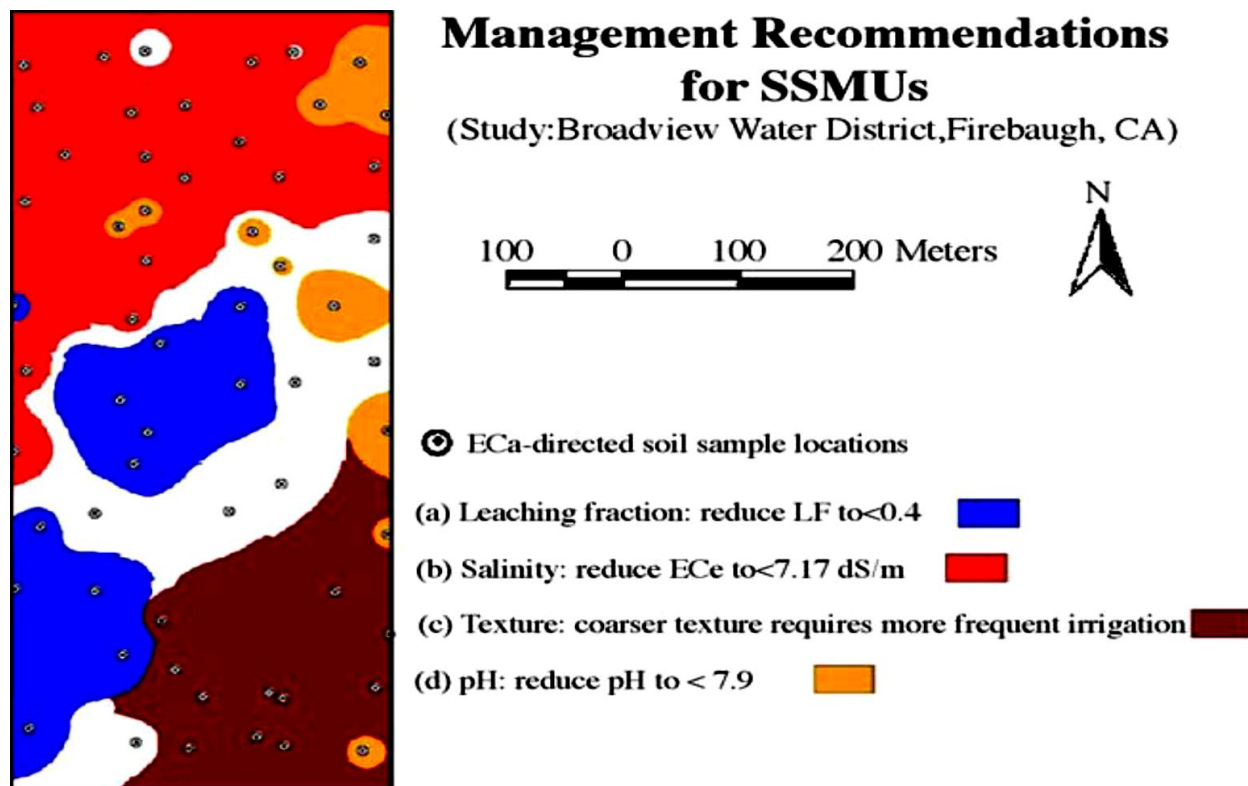 Management Recommendations
for SSMUs
(Study:Broadview Water District,Firebaugh, CA)
N
100 0 100 200 Meters
ECa-directed soil sample locations
(a) Leaching fraction: reduce LF to<0.4
(b) Salinity: reduce ECe to<7.17 dS/m
(c) Texture: coarser texture requires more frequent irrigation
(d) pH: reduce pH to < 7.9